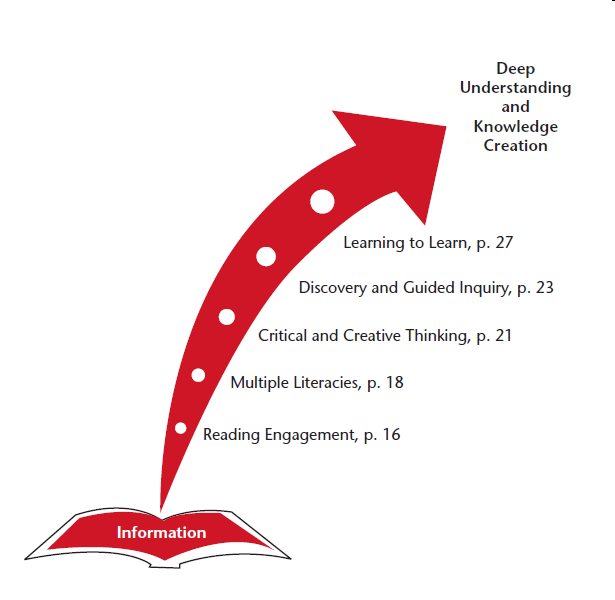 Deep
Understanding
and
Knowledge
Creation
Learning to Learn, p. 27
Discovery and Guided Inquiry, p. 23
Critical and Creative Thinking, p. 21
Multiple Literacies, p. 18
Reading Engagement, p. 16
Information